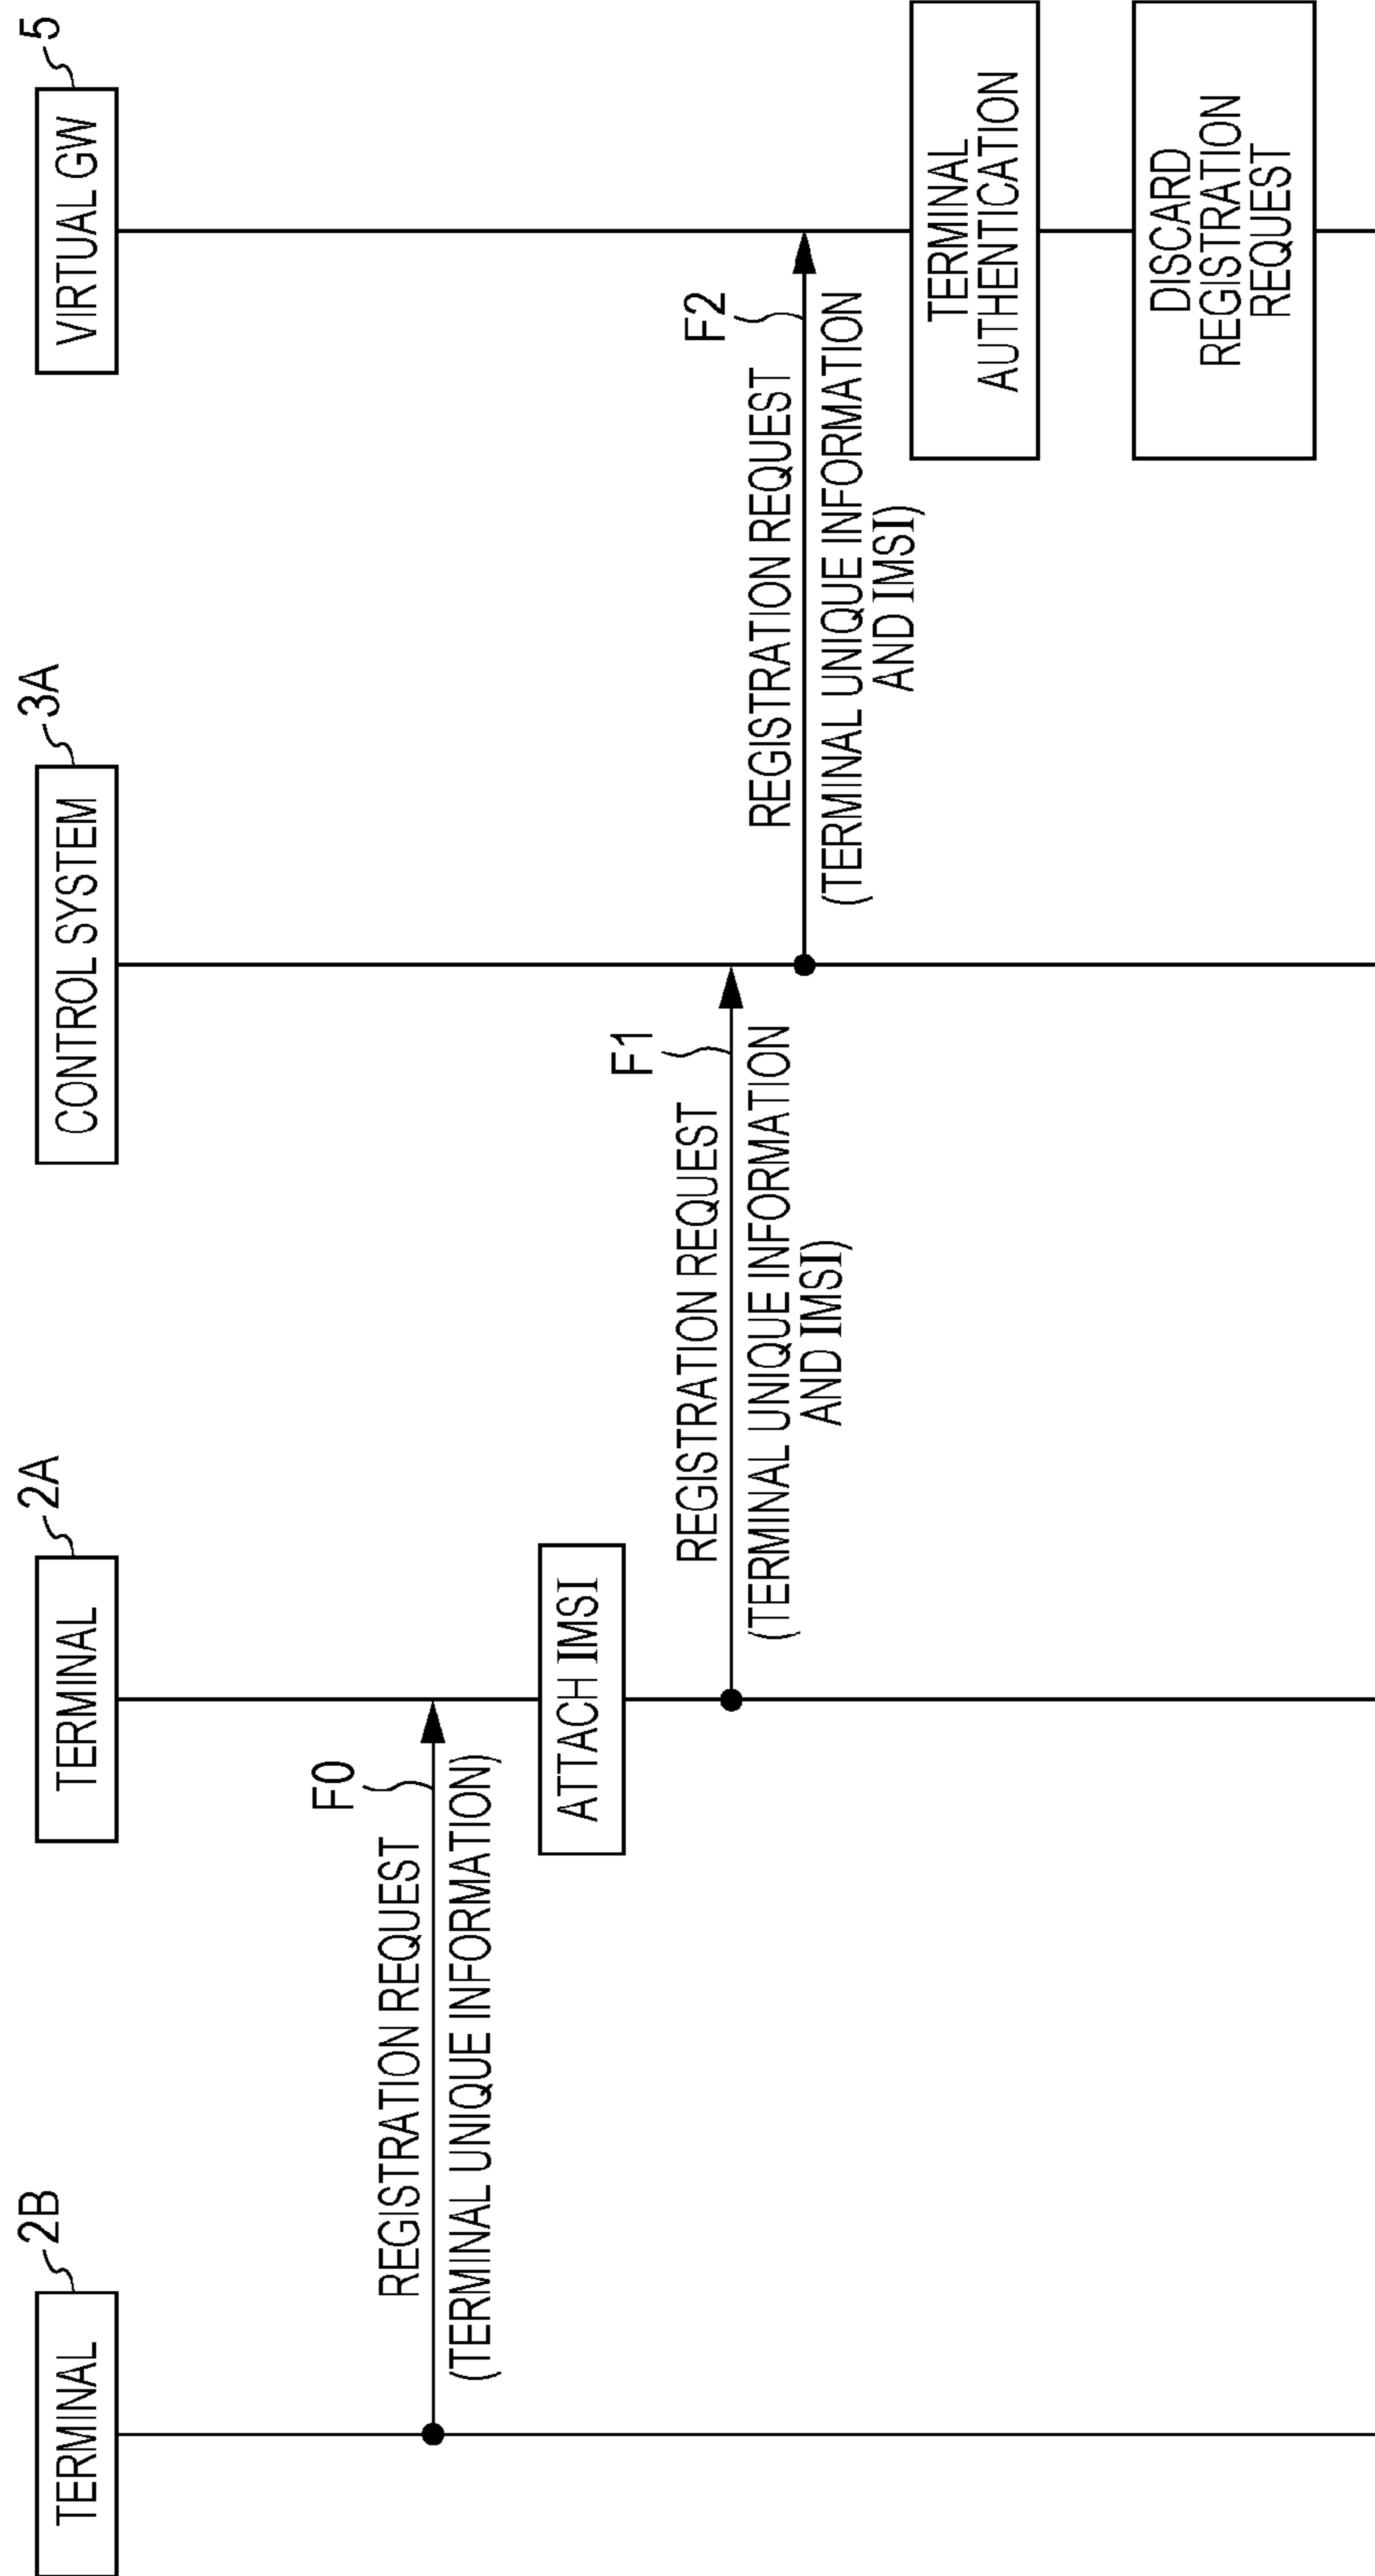 TERMINAL
2B
TERMINAL
2A
CONTROL SYSTEM
3A
VIRTUAL GW
5
F0
REGISTRATION REQUEST
(TERMINAL UNIQUE INFORMATION)
ATTACH IMSI
F1
REGISTRATION REQUEST
(TERMINAL UNIQUE INFORMATION
AND IMSI)
F2
REGISTRATION REQUEST
(TERMINAL UNIQUE INFORMATION
AND IMSI)
TERMINAL
AUTHENTICATION
DISCARD
REGISTRATION
REQUEST